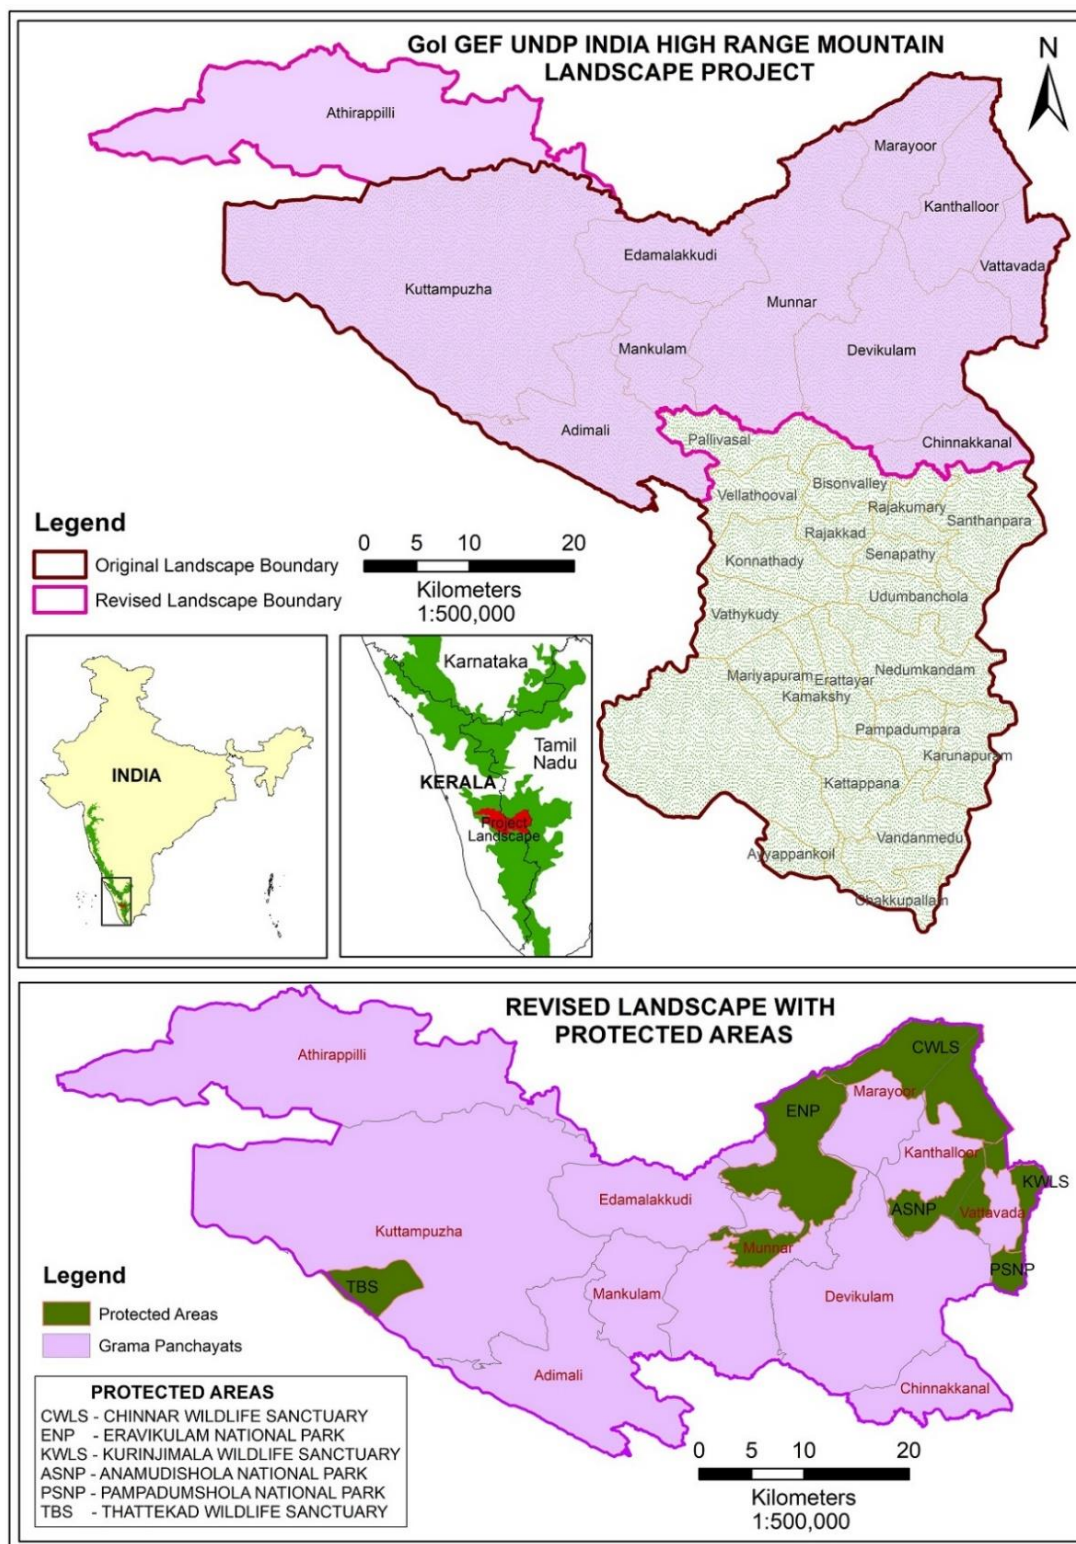 GoI GEF UNDP INDIA HIGH RANGE MOUNTAIN
LANDSCAPE PROJECT
N
Athirappilli
Marayoor
Kanthalloor
Edamalakkudi
Vattavada
Kuttampuzha
Munnar
Mankulam
Devikulam
Adimali
Chinnakkanal
Pallivasal
Bisonvalley
Vellathooval
Rajakumary
Santhanpara
Rajakkad
Senapathy
Konnathady
Udumbanchola
Vathykudy
Mariyapuram
Erattayar
Nedumkandam
Kamakshy
Pampadumpara
Karunapuram
Kattappana
Vandanmedu
Ayyappankoil
Chakkupallam
Legend
Original Landscape Boundary
Revised Landscape Boundary
0 5 10 20
Kilometers
1:500,000
INDIA
Karnataka
Tamil
Nadu
KERALA
Project
Landscape
REVISED LANDSCAPE WITH
PROTECTED AREAS
Athirappilli
CWLS
Marayoor
ENP
Kanthalloor
KWLS
Edamalakkudi
ASNP
Vattavada
Kuttampuzha
Munnar
PSNP
TBS
Mankulam
Devikulam
Adimali
Chinnakkanal
Legend
Protected Areas
Grama Panchayats
PROTECTED AREAS
CWLS - CHINNAR WILDLIFE SANCTUARY
ENP - ERAVIKULAM NATIONAL PARK
KWLS - KURINJIMALA WILDLIFE SANCTUARY
ASNP - ANAMUDISHOLA NATIONAL PARK
PSNP - PAMPADUMSHOLA NATIONAL PARK
TBS - THATTEKAD WILDLIFE SANCTUARY
0 5 10 20
Kilometers
1:500,000